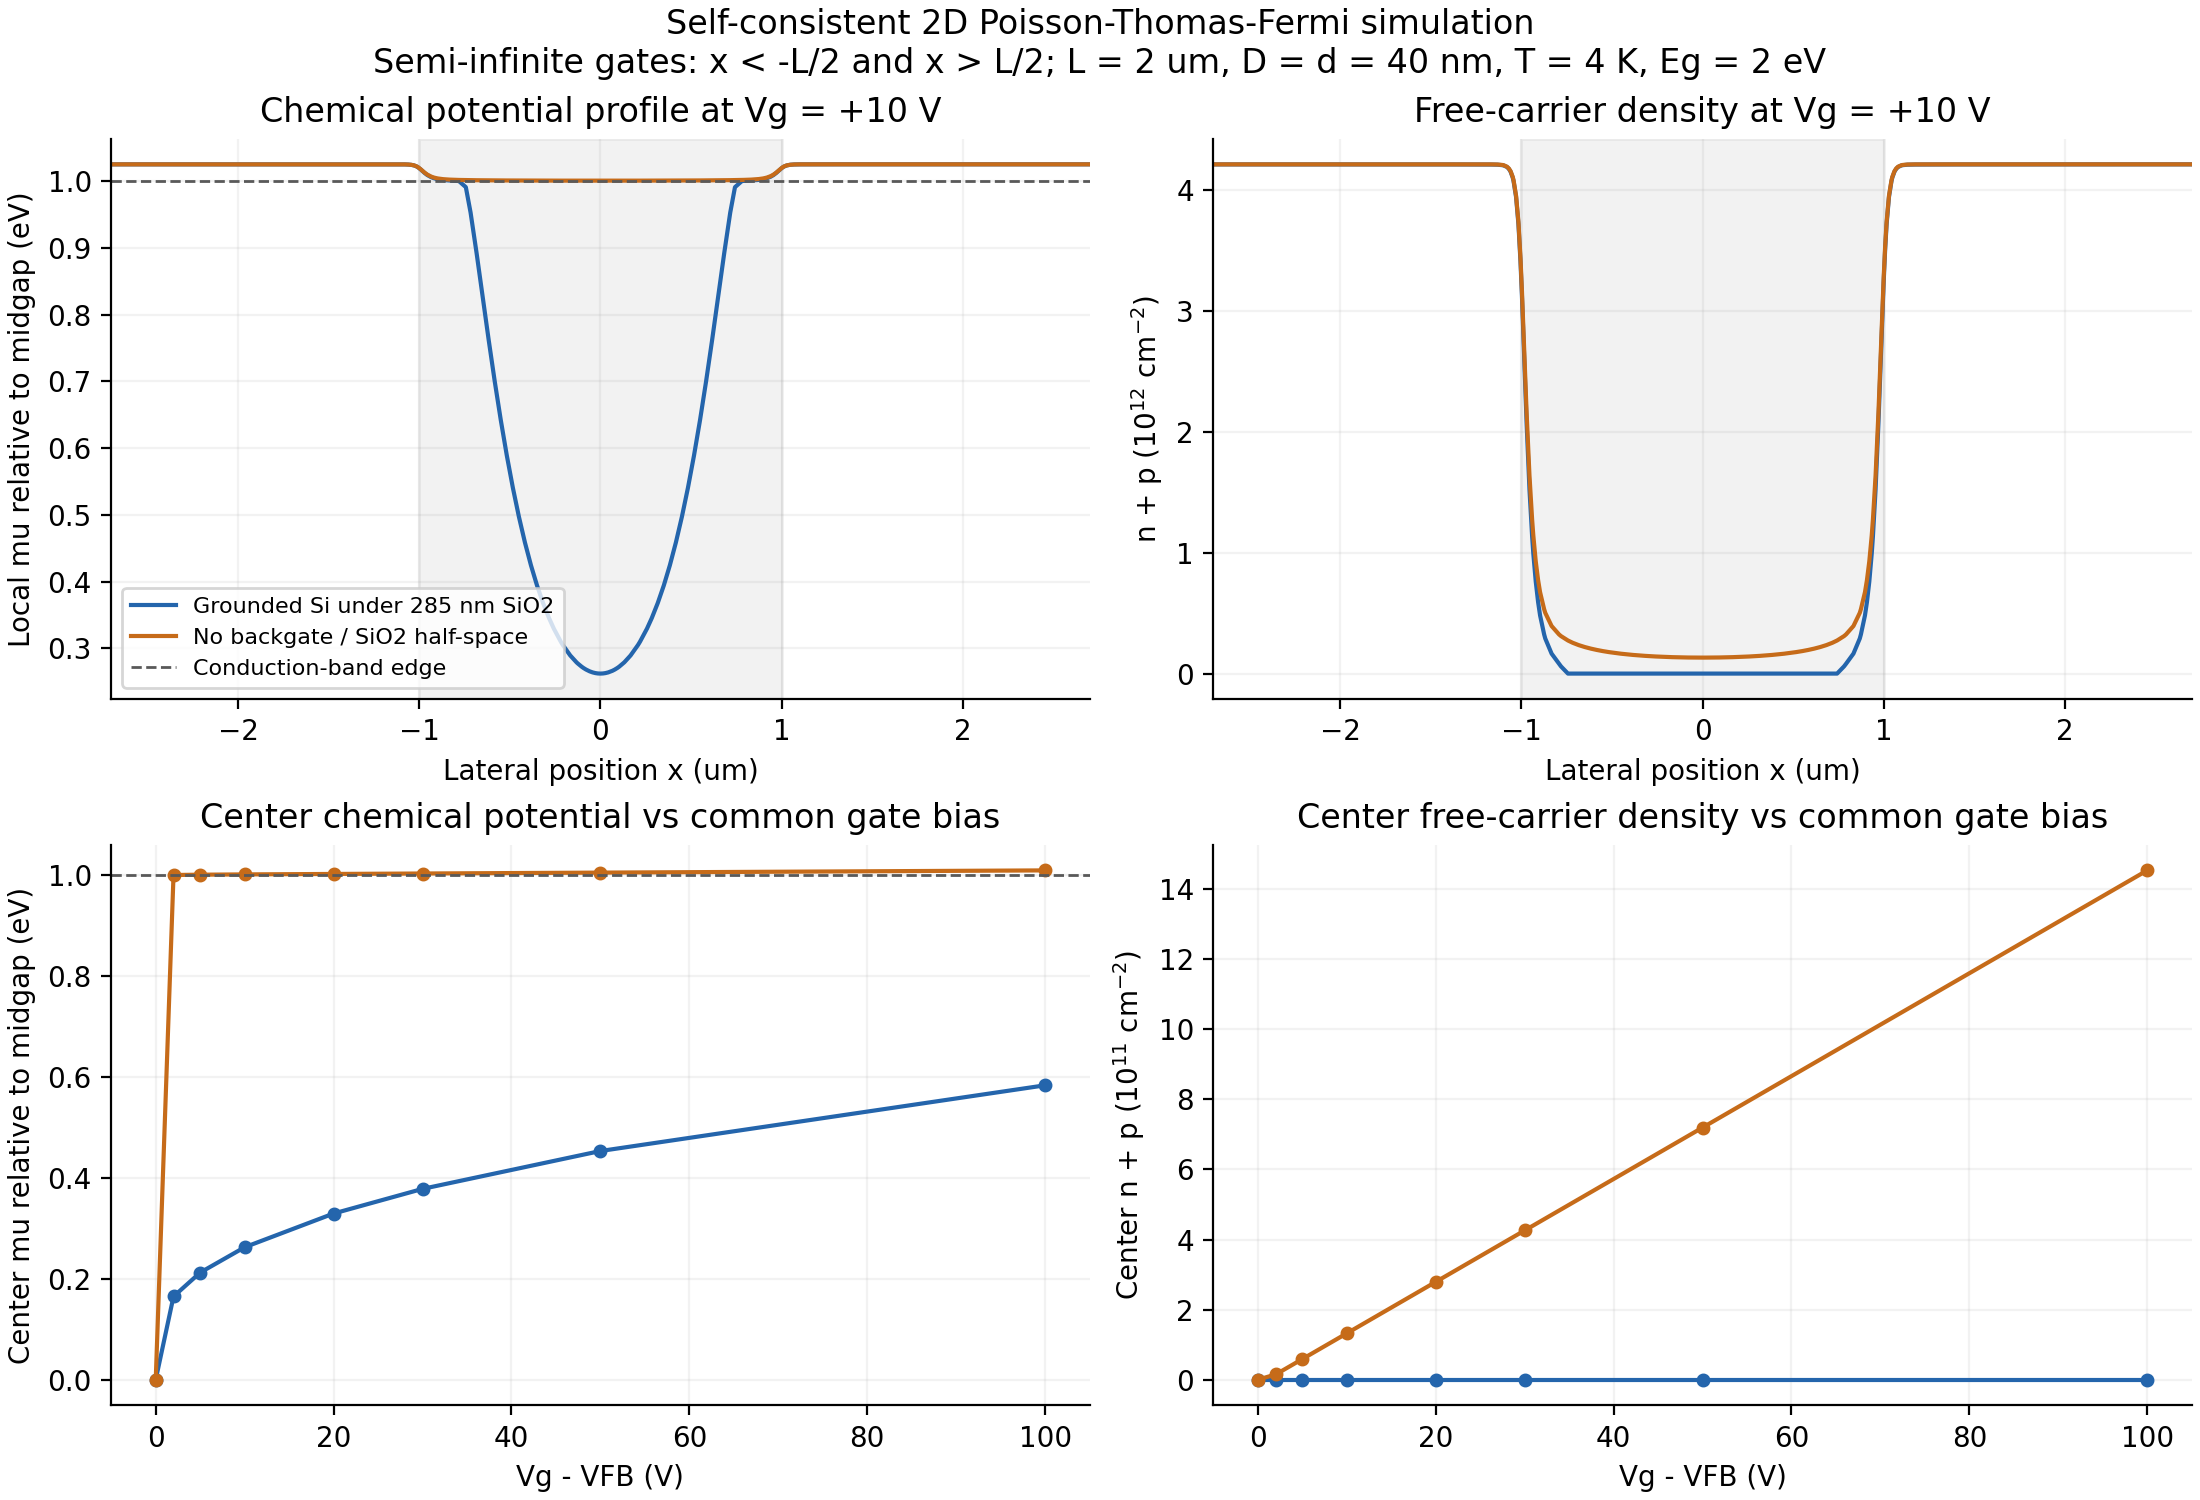 Self-consistent 2D Poisson-Thomas-Fermi simulation
Semi-infinite gates: x < -L/2 and x > L/2; L = 2 um, D = d = 40 nm, T = 4 K, Eg = 2 eV
Chemical potential profile at Vg = +10 V
Local mu relative to midgap (eV)
1.0
0.9
0.8
0.7
0.6
0.5
0.4
0.3
Grounded Si under 285 nm SiO2
No backgate / SiO2 half-space
Conduction-band edge
−2 −1 0 1 2
Lateral position x (um)
Free-carrier density at Vg = +10 V
n + p (10¹² cm⁻²)
4
3
2
1
0
−2 −1 0 1 2
Lateral position x (um)
Center chemical potential vs common gate bias
Center mu relative to midgap (eV)
1.0
0.8
0.6
0.4
0.2
0.0
0 20 40 60 80 100
Vg - VFB (V)
Center free-carrier density vs common gate bias
Center n + p (10¹¹ cm⁻²)
14
12
10
8
6
4
2
0
0 20 40 60 80 100
Vg - VFB (V)